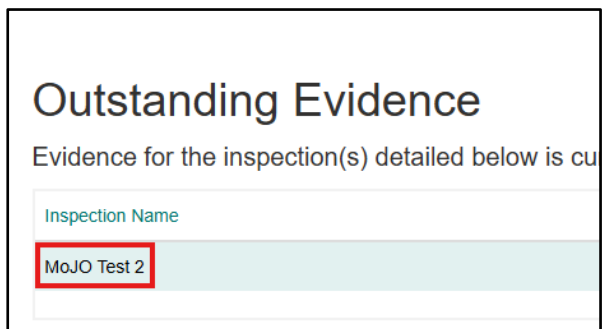 Outstanding Evidence
Evidence for the inspection(s) detailed below is cu
Inspection Name
MoJO Test 2